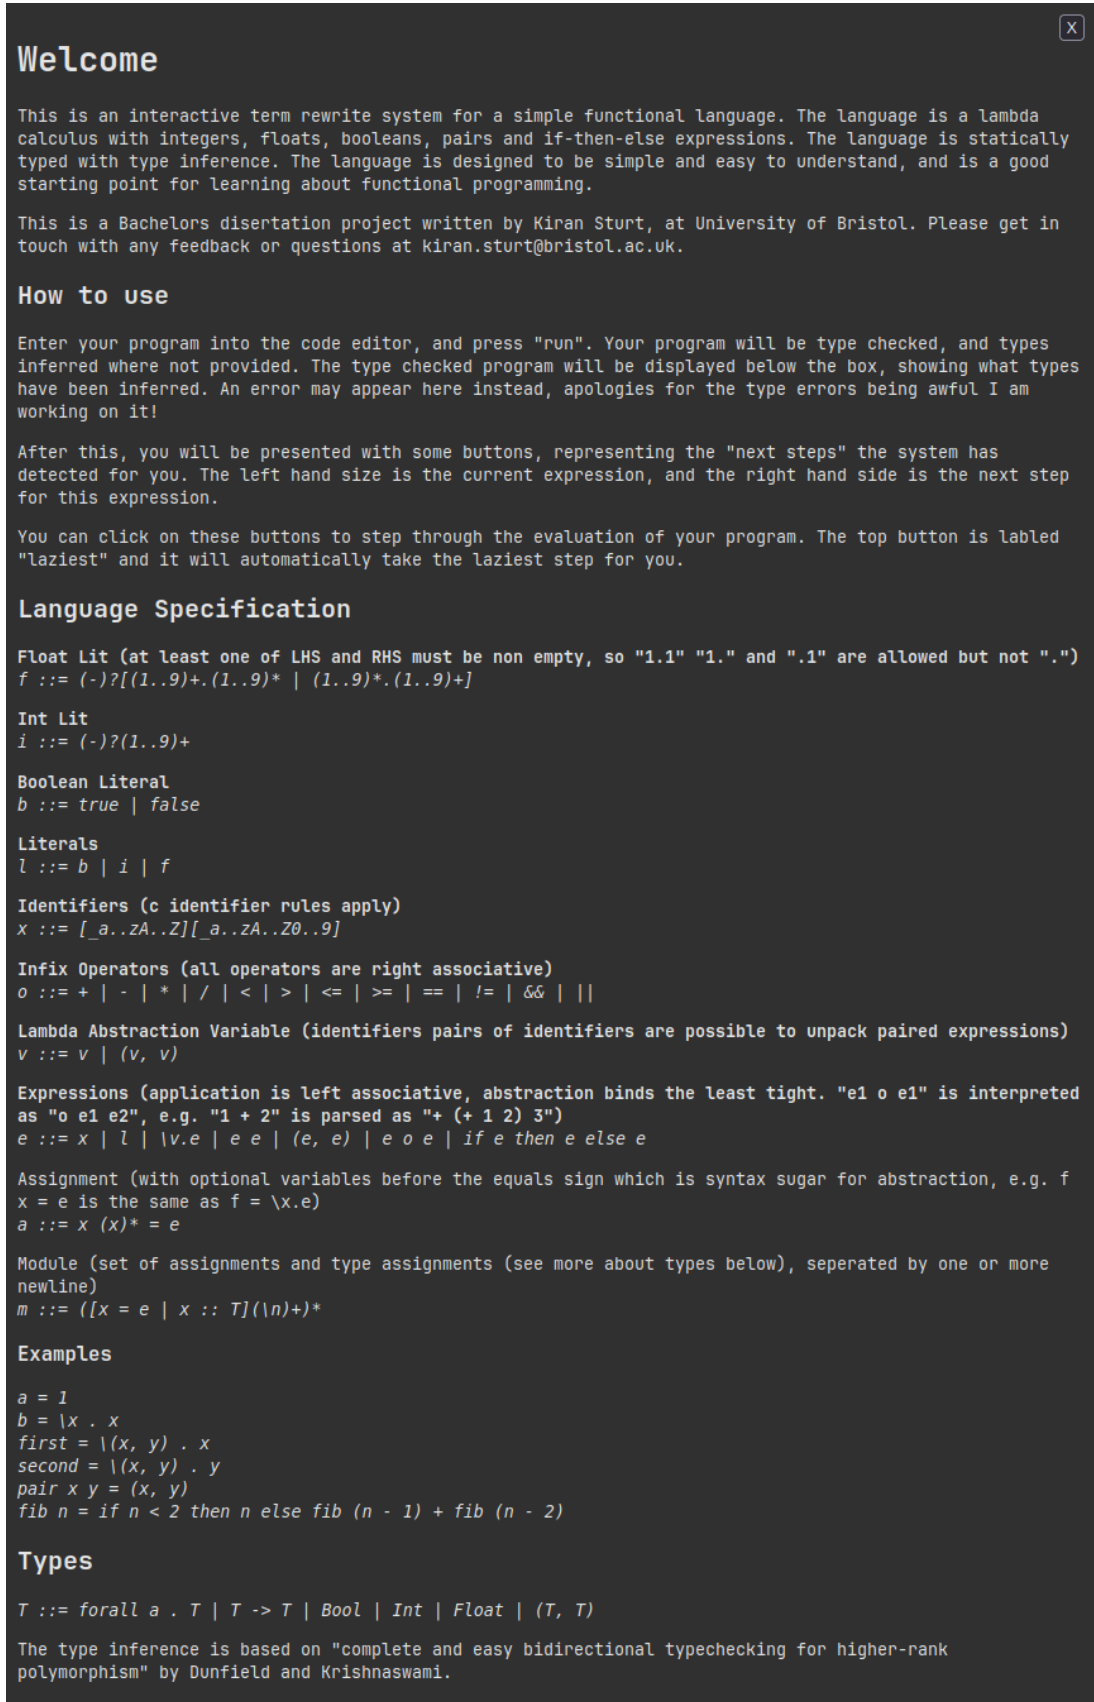 X
Welcome
This is an interactive term rewrite system for a simple functional language. The language is a lambda
calculus with integers, floats, booleans, pairs and if-then-else expressions. The language is statically
typed with type inference. The language is designed to be simple and easy to understand, and is a good
starting point for learning about functional programming.
This is a Bachelors disertation project written by Kiran Sturt, at University of Bristol. Please get in
touch with any feedback or questions at kiran.sturt@bristol.ac.uk.
How to use
Enter your program into the code editor, and press "run". Your program will be type checked, and types
inferred where not provided. The type checked program will be displayed below the box, showing what types
have been inferred. An error may appear here instead, apologies for the type errors being awful I am
working on it!
After this, you will be presented with some buttons, representing the "next steps" the system has
detected for you. The left hand size is the current expression, and the right hand side is the next step
for this expression.
You can click on these buttons to step through the evaluation of your program. The top button is labled
"laziest" and it will automatically take the laziest step for you.
Language Specification
Float Lit (at least one of LHS and RHS must be non empty, so "1.1" "1." and ".1" are allowed but not ".")
f ::= (-)?[(1..9)+.(1..9)* | (1..9)*.(1..9)+]
Int Lit
i ::= (-)?(1..9)+
Boolean Literal
b ::= true | false
Literals
l ::= b | i | f
Identifiers (c identifier rules apply)
x ::= [_a..zA..Z][_a..zA..Z0..9]
Infix Operators (all operators are right associative)
o ::= + | - | * | / | < | > | <= | >= | == | != | && | ||
Lambda Abstraction Variable (identifiers pairs of identifiers are possible to unpack paired expressions)
v ::= v | (v, v)
Expressions (application is left associative, abstraction binds the least tight. "e1 o e1" is interpreted
as "o e1 e2", e.g. "1 + 2" is parsed as "+ (+ 1 2) 3")
e ::= x | l | \v.e | e e | (e, e) | e o e | if e then e else e
Assignment (with optional variables before the equals sign which is syntax sugar for abstraction, e.g. f
x = e is the same as f = \x.e)
a ::= x (x)* = e
Module (set of assignments and type assignments (see more about types below), seperated by one or more
newline)
m ::= ([x = e | x :: T](\n)+)*
Examples
a = 1
b = \x . x
first = \(x, y) . x
second = \(x, y) . y
pair x y = (x, y)
fib n = if n < 2 then n else fib (n - 1) + fib (n - 2)
Types
T ::= forall a . T | T -> T | Bool | Int | Float | (T, T)
The type inference is based on "complete and easy bidirectional typechecking for higher-rank
polymorphism" by Dunfield and Krishnaswami.